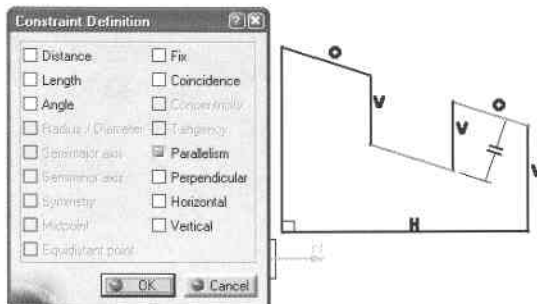 Constraint Definition
Distance
Fix
Length
Coincidence
Angle
Concentricity
Radius / Diameter
Tangency
Semimajor axis
Parallelism
Semiminor axis
Perpendicular
Symmetry
Horizontal
Midpoint
Vertical
Equidistant point
OK
Cancel
O
V
V
O
V
H